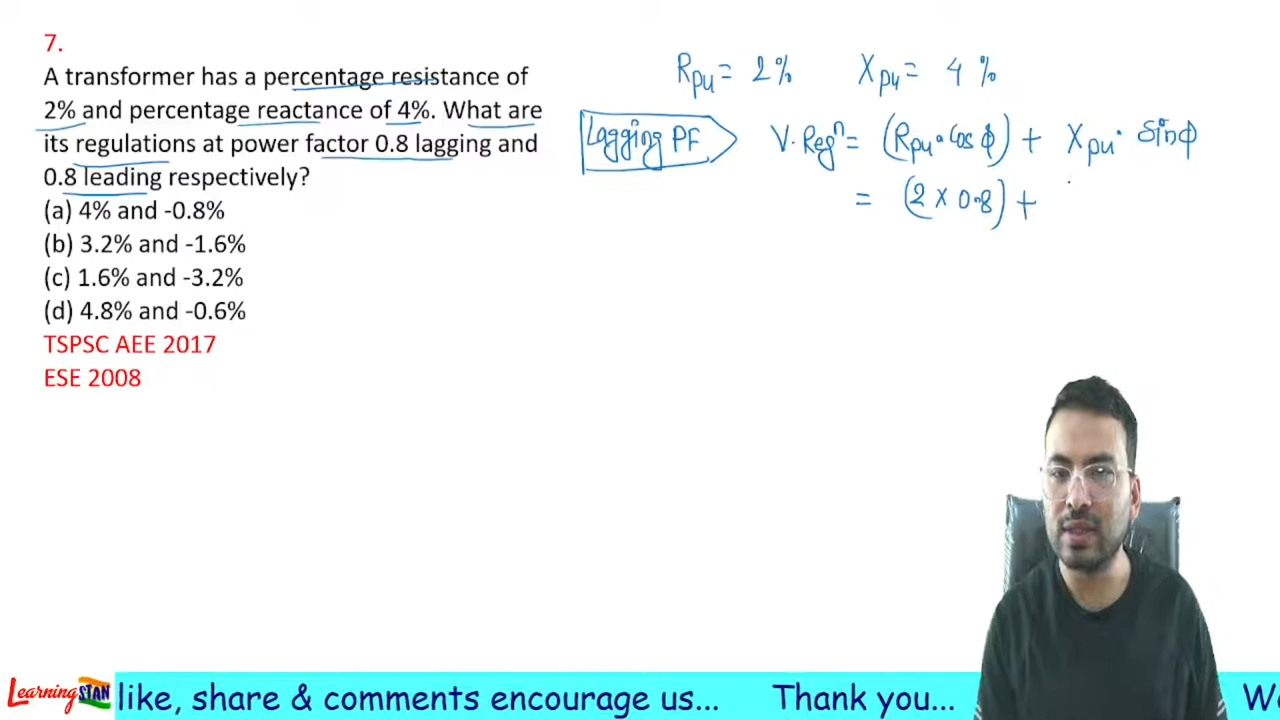 7.
A transformer has a percentage resistance of
2% and percentage reactance of 4%. What are
its regulations at power factor 0.8 lagging and
0.8 leading respectively?
(a) 4% and -0.8%
(b) 3.2% and -1.6%
(c) 1.6% and -3.2%
(d) 4.8% and -0.6%
TSPSC AEE 2017
ESE 2008
Rpu = 2% Xpu = 4 %
Lagging PF V. Regⁿ = (Rpu · cos ϕ) + Xpu · sinϕ
= (2 × 0.8) +
LearningSTAN like, share & comments encourage us... Thank you... We